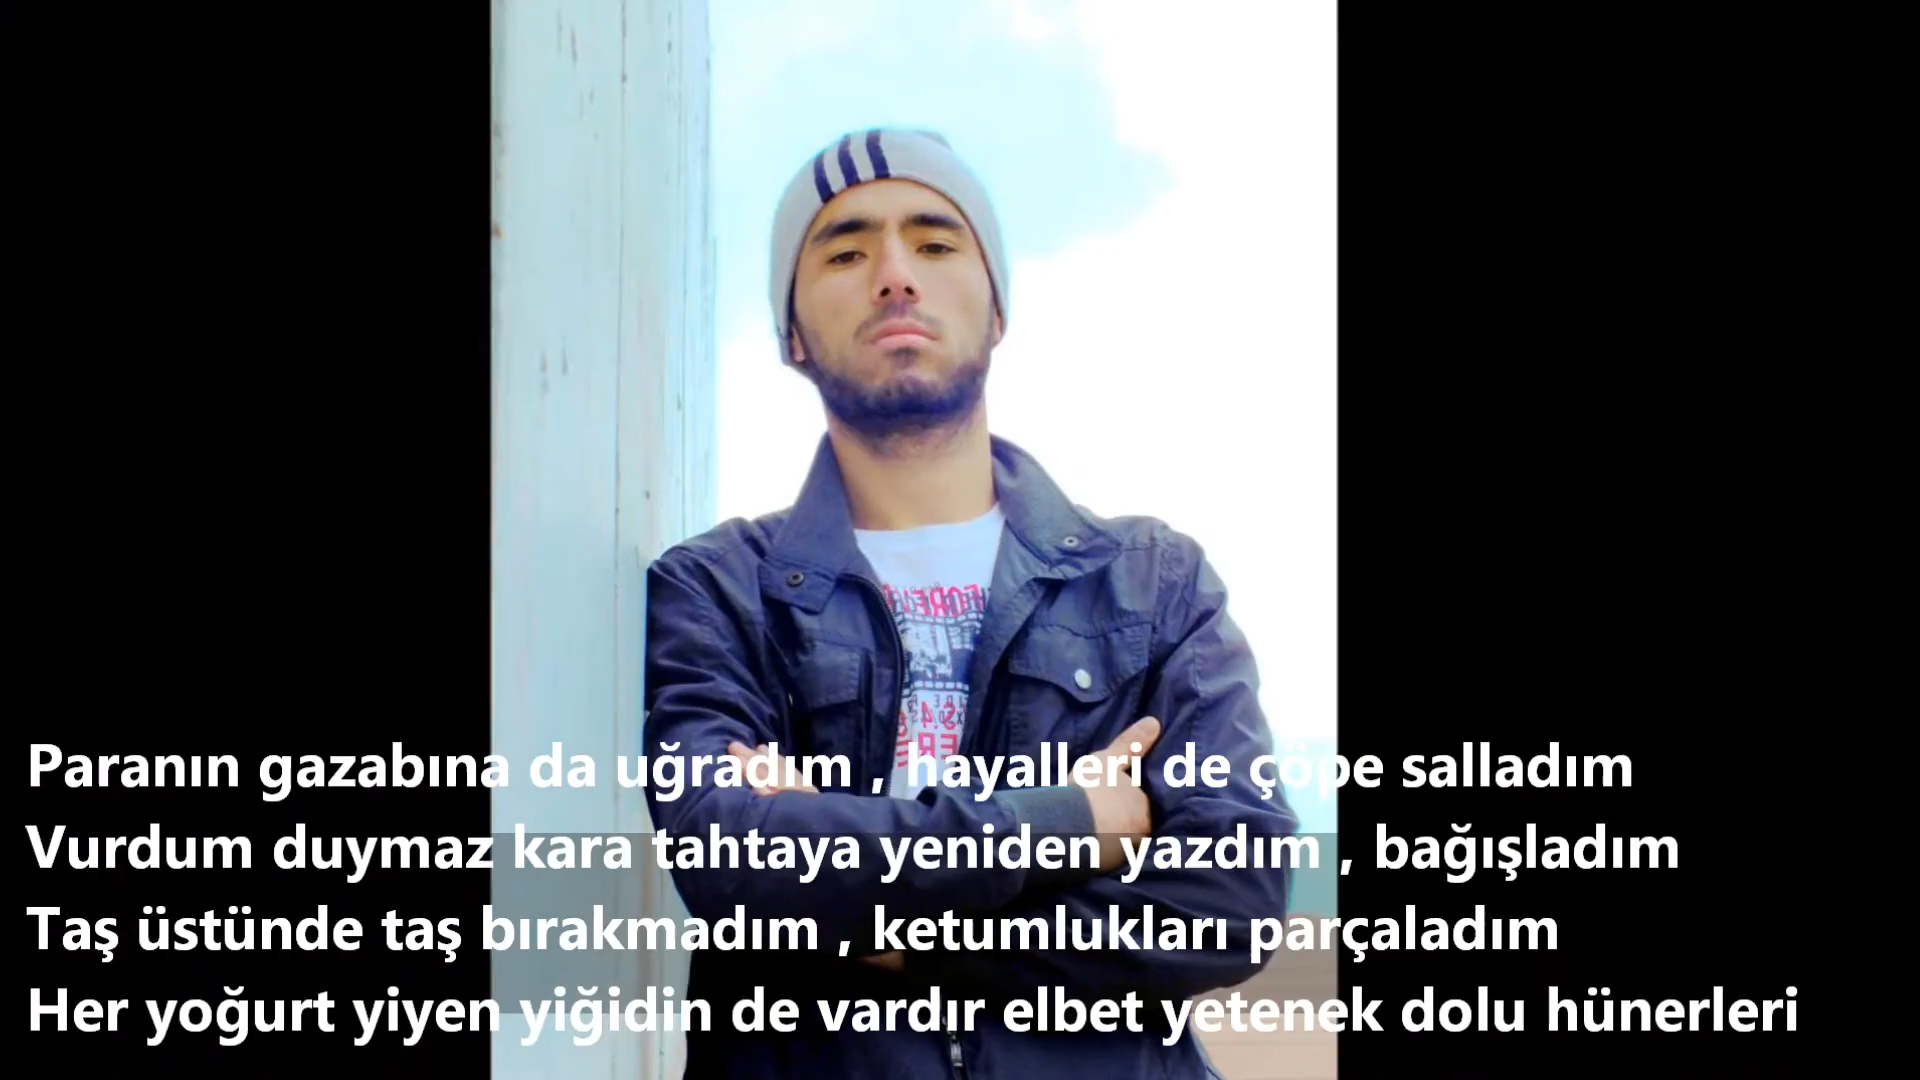 Paranın gazabına da uğradım , hayalleri de çöpe salladım
Vurdum duymaz kara tahtaya yeniden yazdım , bağışladım
Taş üstünde taş bırakmadım , ketumlukları parçaladım
Her yoğurt yiyen yiğidin de vardır elbet yetenek dolu hünerleri